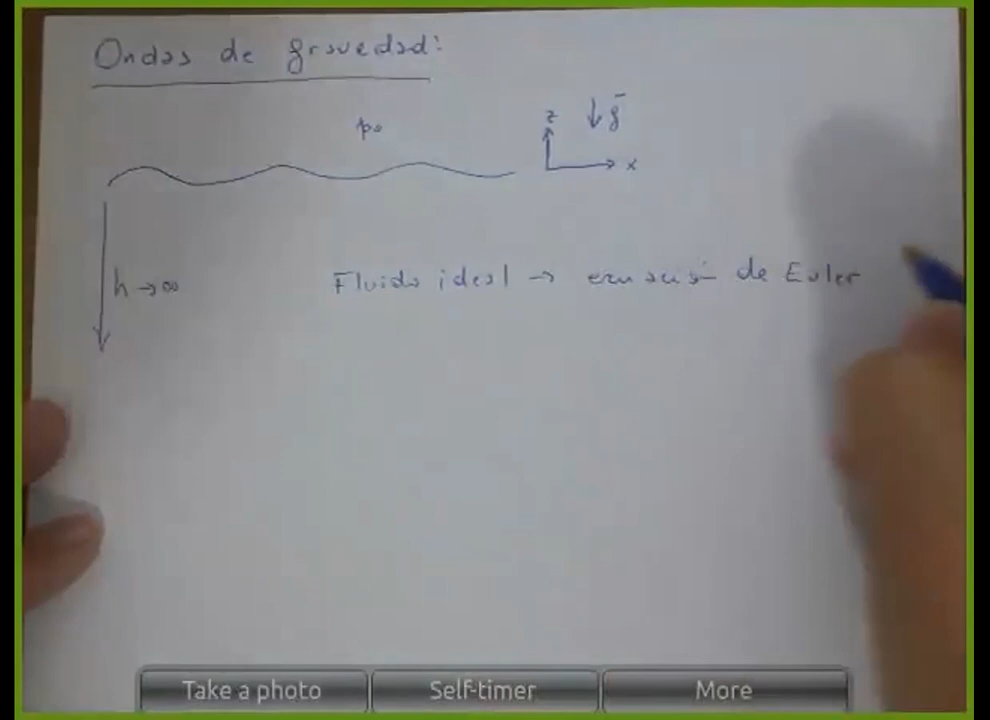 Ondas de gravedad:
p₀
z ↓ g
x
h → ∞
Fluido ideal → ecuación de Euler
Take a photo Self-timer More